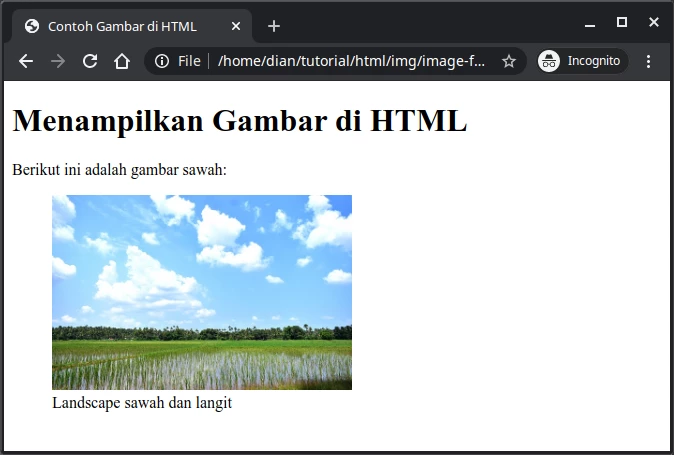 Contoh Gambar di HTML
File /home/dian/tutorial/html/img/image-f... Incognito
Menampilkan Gambar di HTML
Berikut ini adalah gambar sawah:
Landscape sawah dan langit